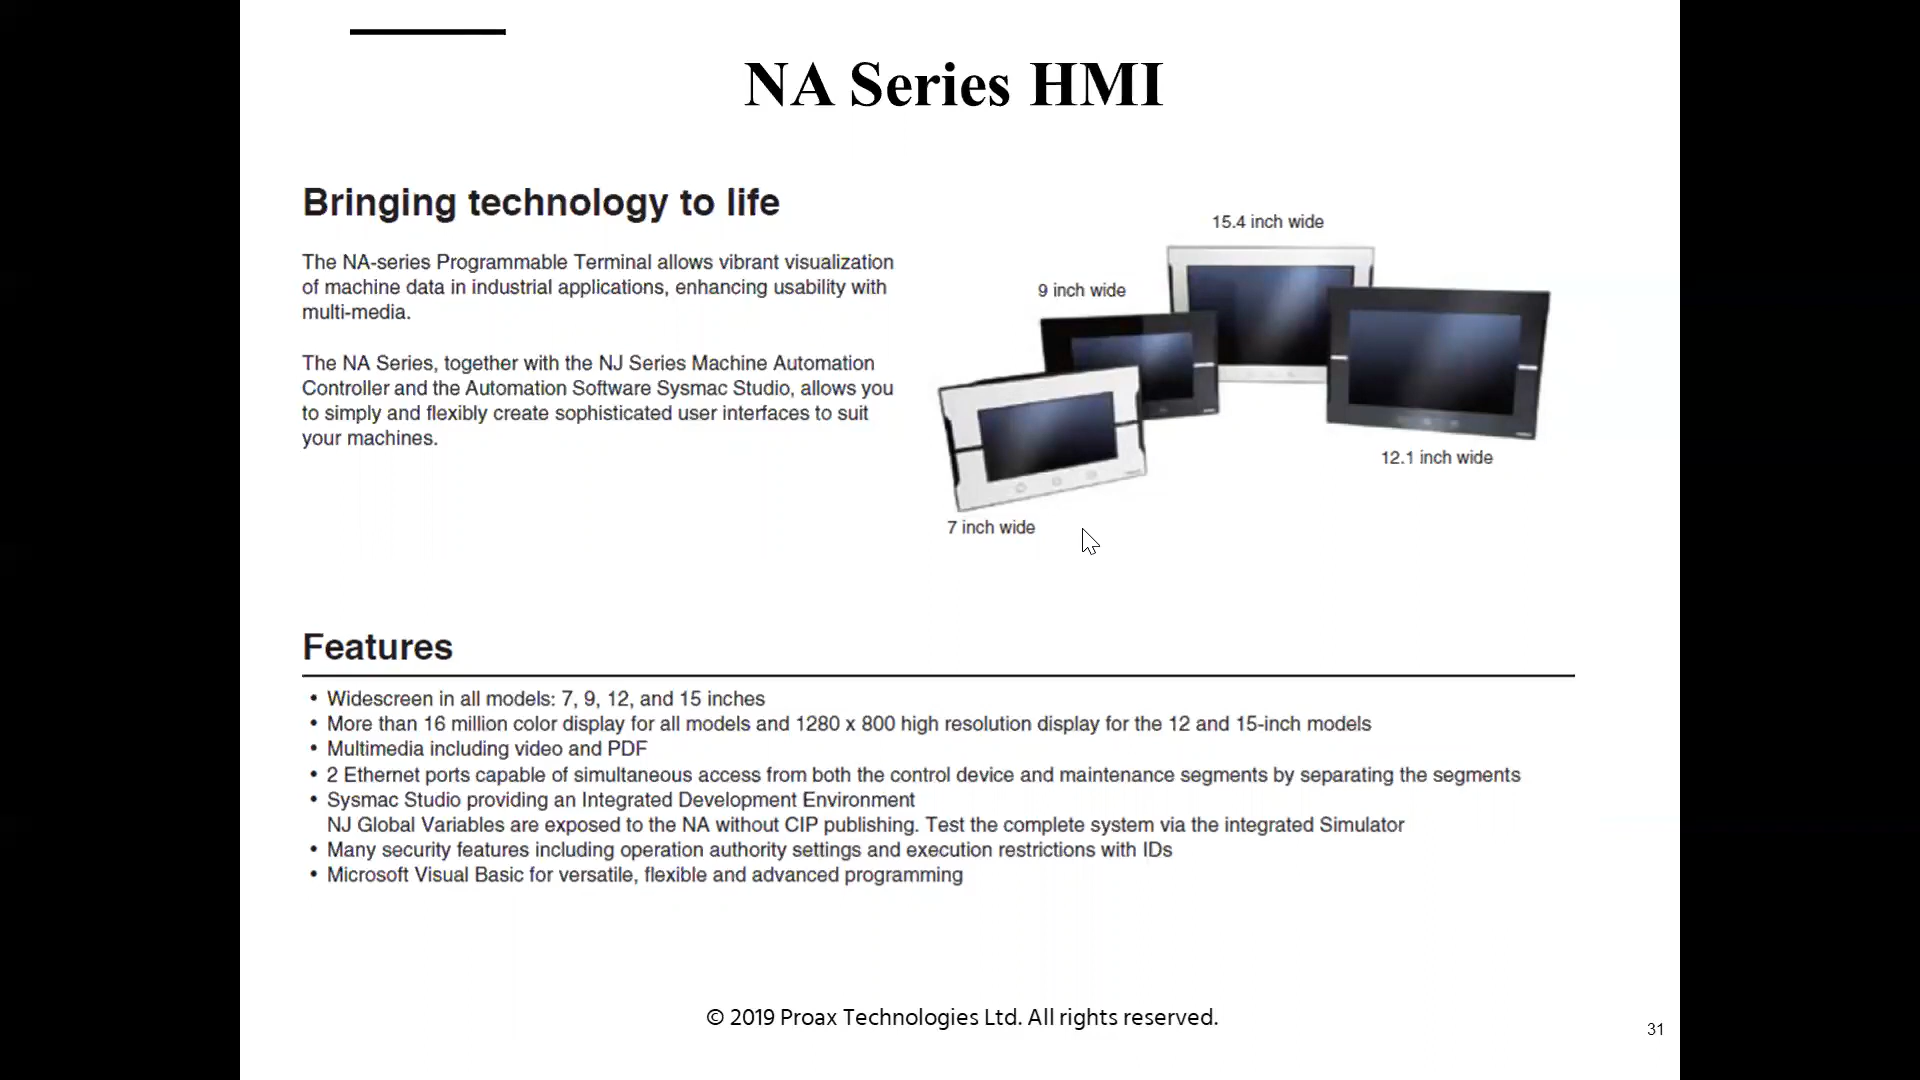 NA Series HMI
Bringing technology to life
The NA-series Programmable Terminal allows vibrant visualization
of machine data in industrial applications, enhancing usability with
multi-media.
The NA Series, together with the NJ Series Machine Automation
Controller and the Automation Software Sysmac Studio, allows you
to simply and flexibly create sophisticated user interfaces to suit
your machines.
15.4 inch wide
9 inch wide
12.1 inch wide
7 inch wide
Features
• Widescreen in all models: 7, 9, 12, and 15 inches
• More than 16 million color display for all models and 1280 x 800 high resolution display for the 12 and 15-inch models
• Multimedia including video and PDF
• 2 Ethernet ports capable of simultaneous access from both the control device and maintenance segments by separating the segments
• Sysmac Studio providing an Integrated Development Environment
NJ Global Variables are exposed to the NA without CIP publishing. Test the complete system via the integrated Simulator
• Many security features including operation authority settings and execution restrictions with IDs
• Microsoft Visual Basic for versatile, flexible and advanced programming
© 2019 Proax Technologies Ltd. All rights reserved.
31